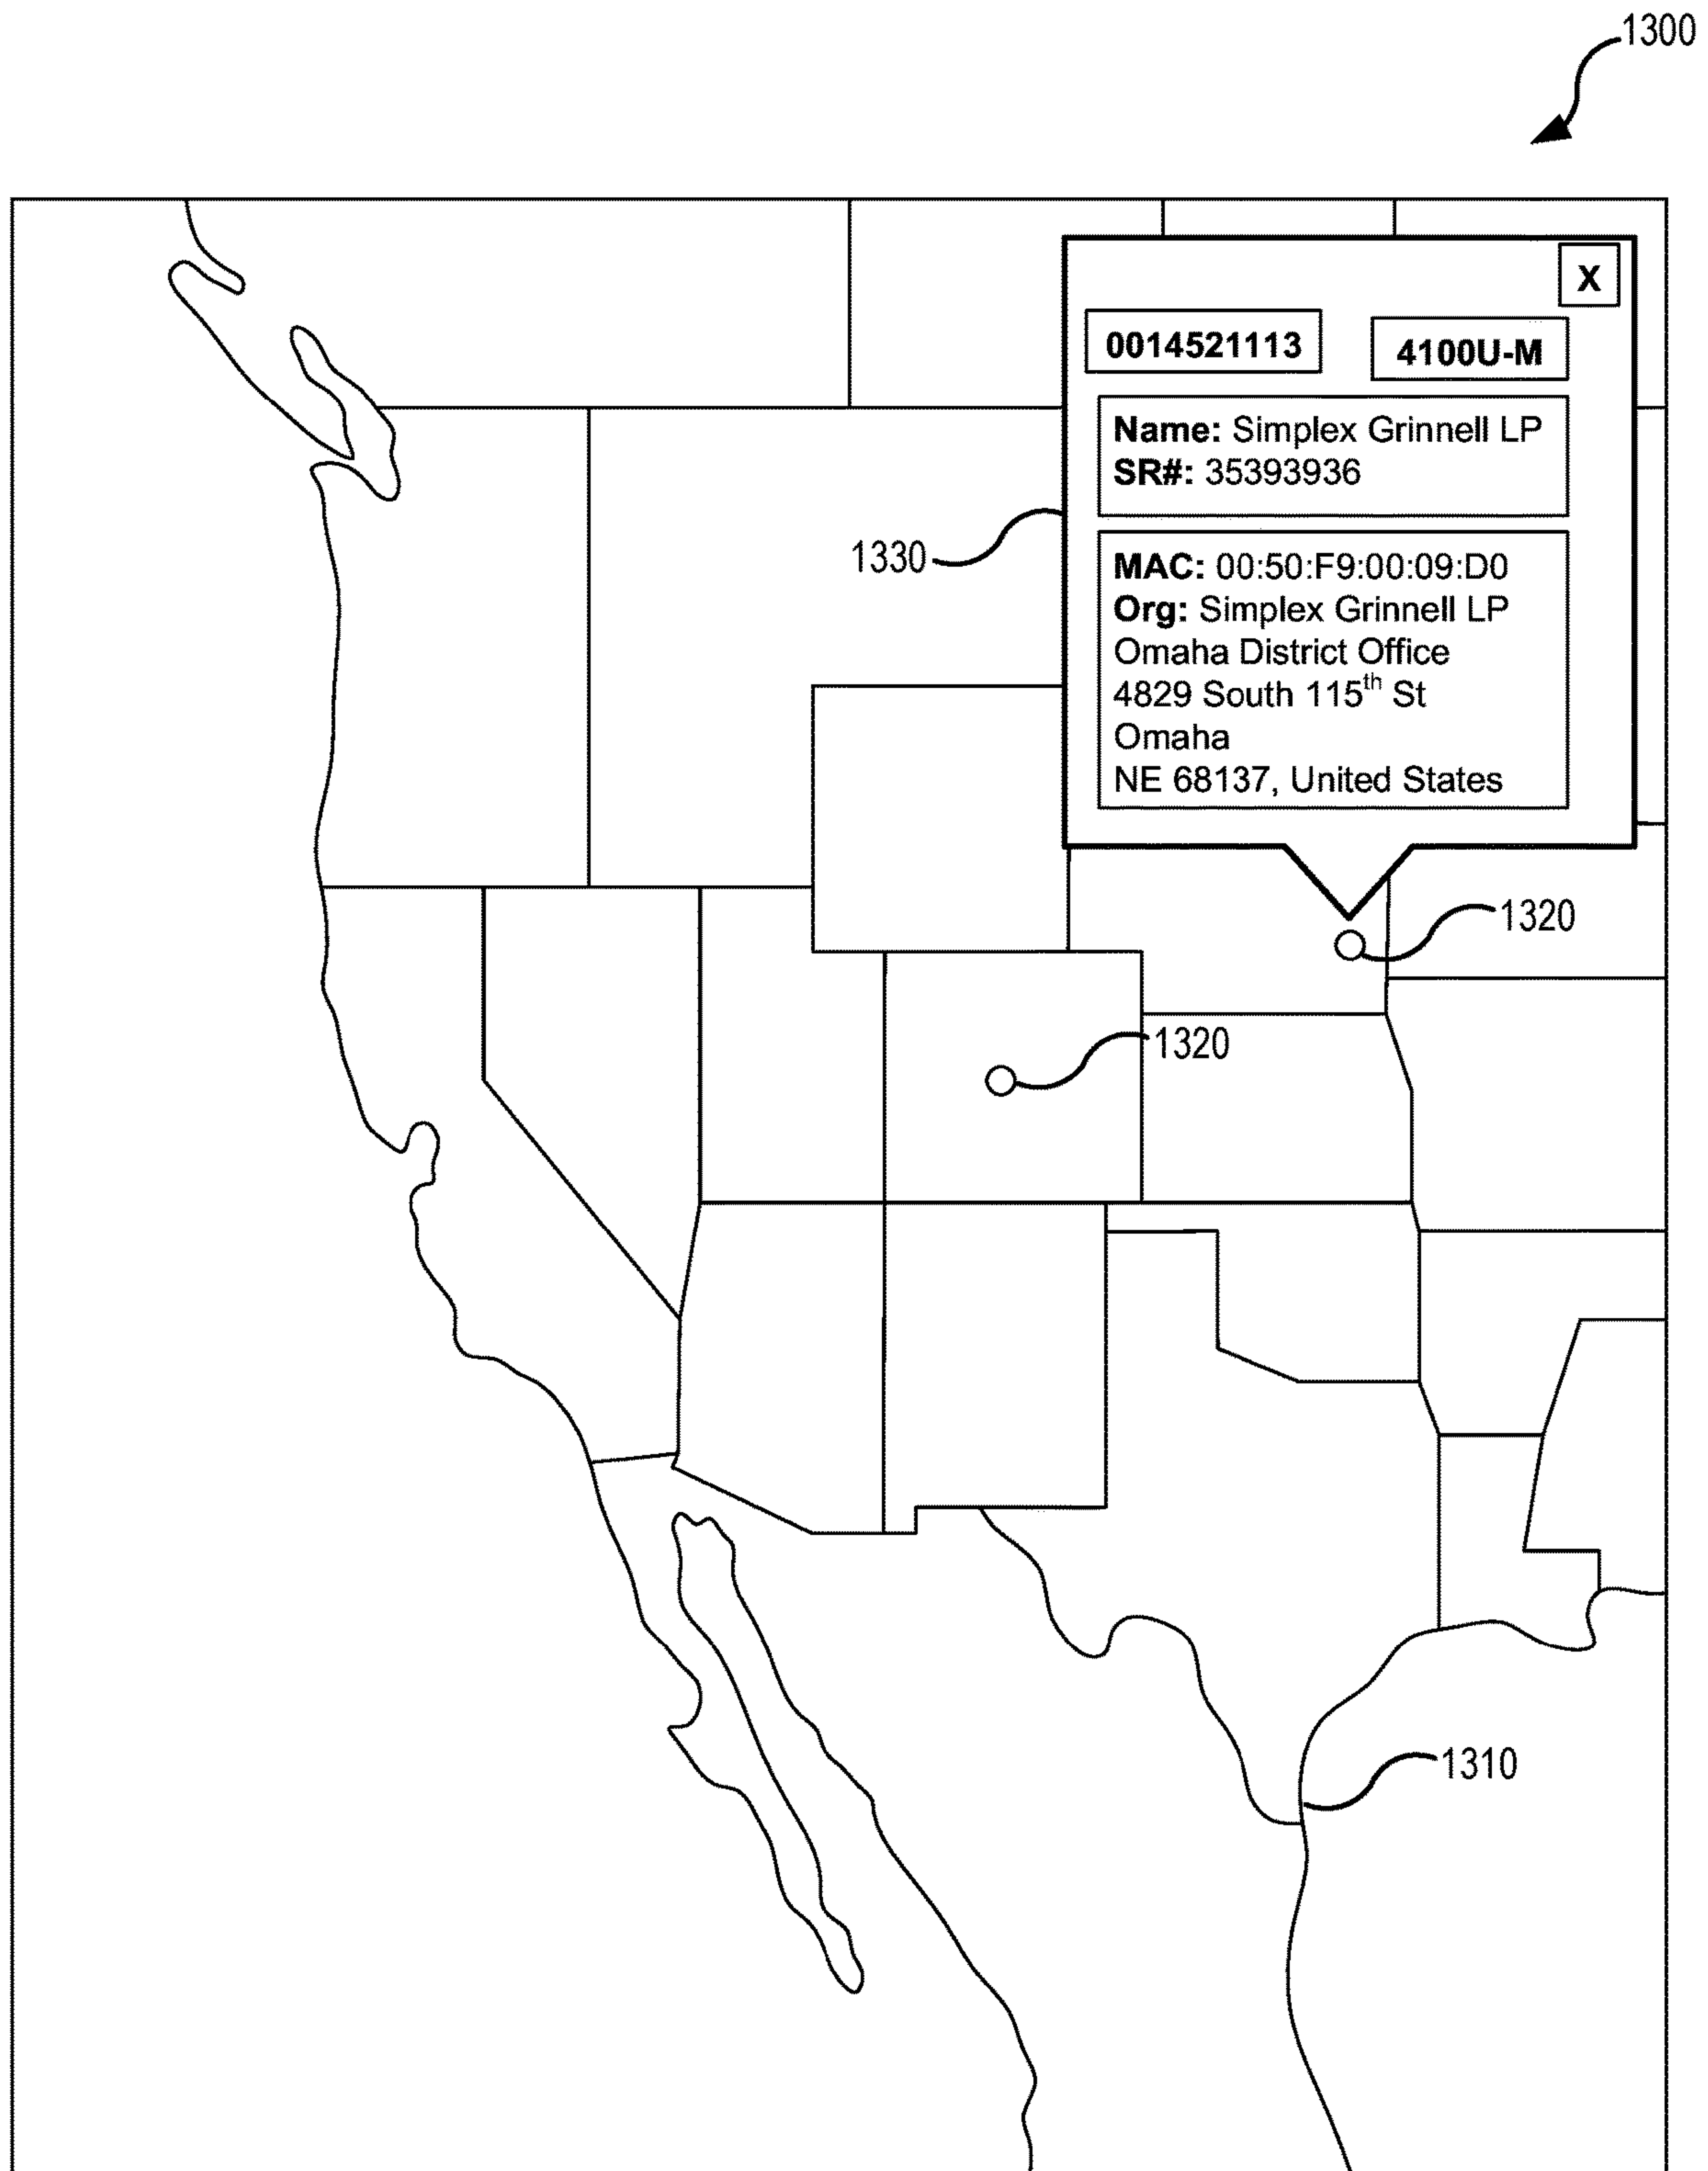 1300
X
0014521113
4100U-M
Name: Simplex Grinnell LP
SR#: 35393936
1330
MAC: 00:50:F9:00:09:D0
Org: Simplex Grinnell LP
Omaha District Office
4829 South 115th St
Omaha
NE 68137, United States
1320
1320
1310